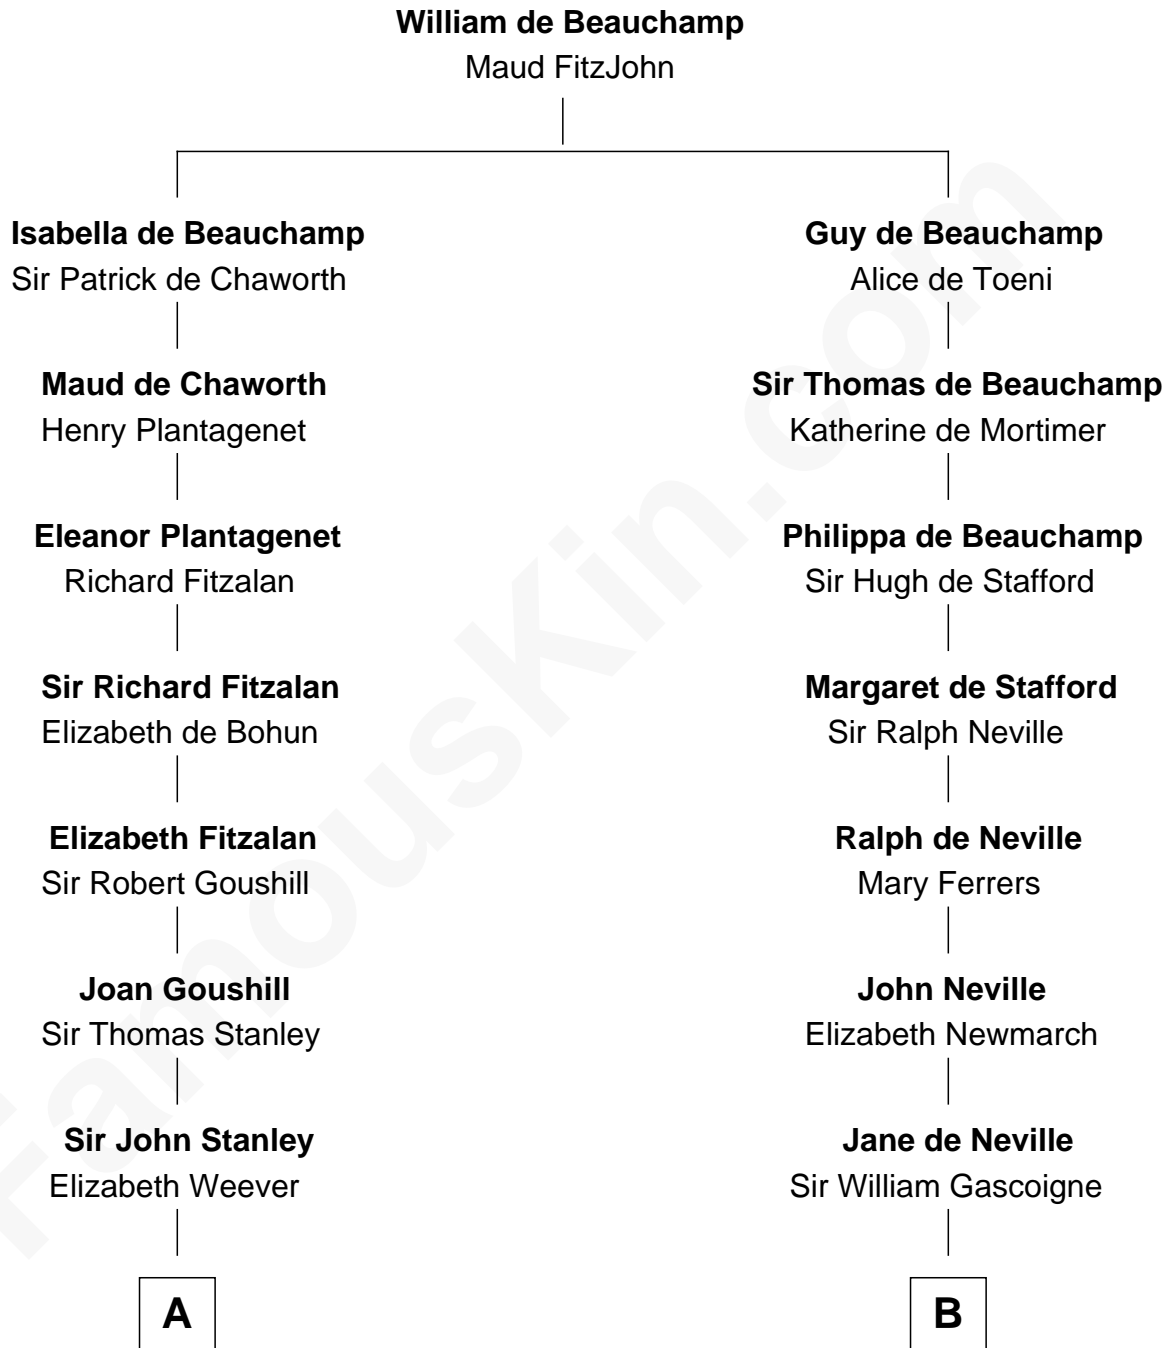 William de Beauchamp
Maud FitzJohn
Isabella de Beauchamp
Sir Patrick de Chaworth
Maud de Chaworth
Henry Plantagenet
Eleanor Plantagenet
Richard Fitzalan
Sir Richard Fitzalan
Elizabeth de Bohun
Elizabeth Fitzalan
Sir Robert Goushill
Joan Goushill
Sir Thomas Stanley
Sir John Stanley
Elizabeth Weever
A
Guy de Beauchamp
Alice de Toeni
Sir Thomas de Beauchamp
Katherine de Mortimer
Philippa de Beauchamp
Sir Hugh de Stafford
Margaret de Stafford
Sir Ralph Neville
Ralph de Neville
Mary Ferrers
John Neville
Elizabeth Newmarch
Jane de Neville
Sir William Gascoigne
B
FamousKin.com